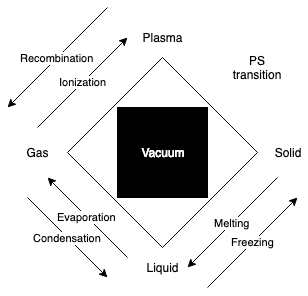 Plasma
Recombination
PS
transition
Ionization
Gas
Vacuum
Solid
Evaporation
Melting
Condensation
Freezing
Liquid